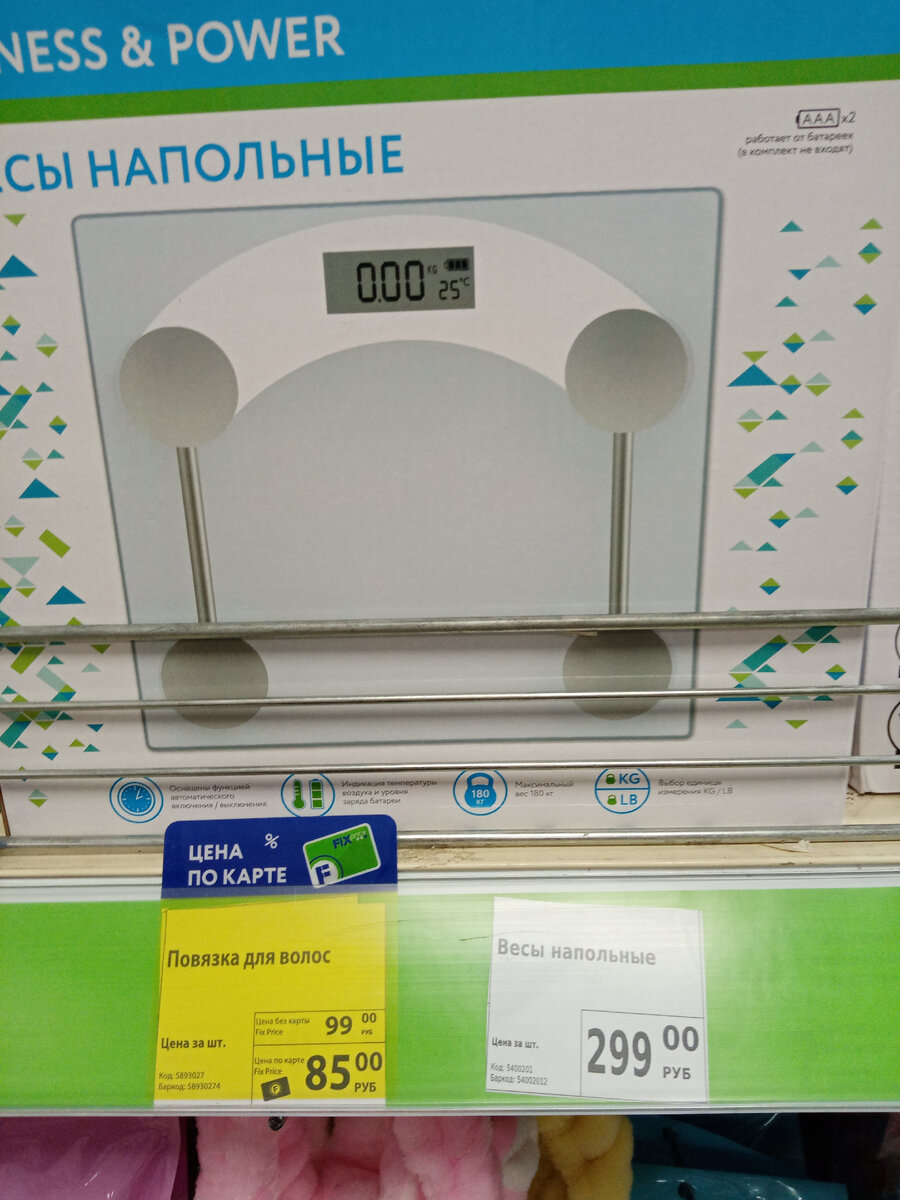 NESS & POWER
ЕСЫ НАПОЛЬНЫЕ
AAA x2
работает от батареек
(в комплект не входят)
0.00 KG
25°C
Оснащены функцией
автоматического
включения / выключения.
Индикация температуры
воздуха и уровня
заряда батареи
180
кг
Максимальный
вес 180 кг
KG
LB
Выбор единицы
измерения KG / LB
ЦЕНА %
ПО КАРТЕ
FIX PRICE
F
Повязка для волос
Цена за шт.
Код: 5893027
Баркод: 58930274
Цена без карты
Fix Price
99 00
РУБ
Цена по карте
Fix Price
85 00
РУБ
Весы напольные
Цена за шт.
Код: 5400201
Баркод: 54002012
299 00
РУБ